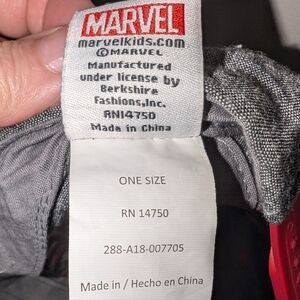 MARVEL
marvelkids.com
©MARVEL
Manufactured
under license by
Berkshire
Fashions,Inc.
RN14750
Made in China
ONE SIZE
RN 14750
288-A18-007705
Made in / Hecho en China